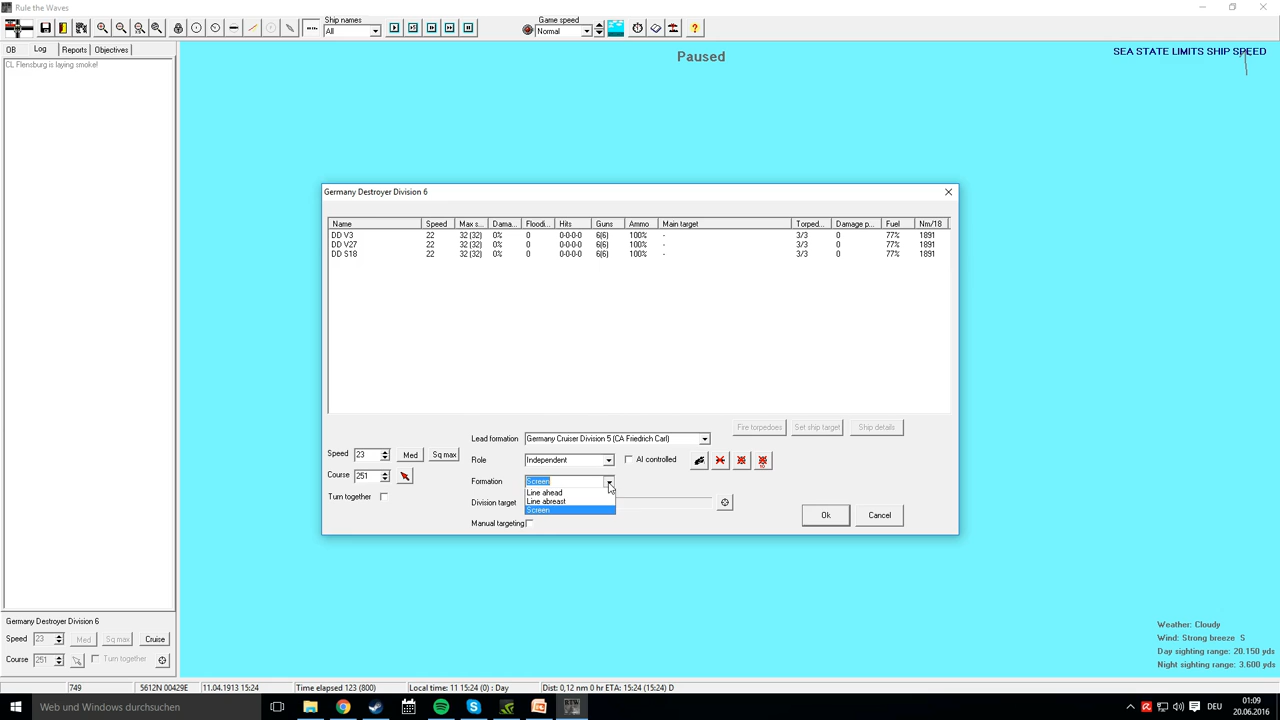 Rule the Waves
Ship names
All
Game speed
Normal
OB
Log
Reports
Objectives
CL Flensburg is laying smoke!
Paused
SEA STATE LIMITS SHIP SPEED
Germany Destroyer Division 6
Name Speed Max s... Dama... Floodi... Hits Guns Ammo Main target Torped... Damage p... Fuel Nm/18
DD V3 22 32 (32) 0% 0 0-0-0-0 6(6) 100% - 3/3 0 77% 1891
DD V27 22 32 (32) 0% 0 0-0-0-0 6(6) 100% - 3/3 0 77% 1891
DD S18 22 32 (32) 0% 0 0-0-0-0 6(6) 100% - 3/3 0 77% 1891
Fire torpedoes
Set ship target
Ship details
Lead formation
Germany Cruiser Division 5 (CA Friedrich Carl)
Speed 23 Med Sq max
Role Independent
AI controlled
10
Course 251
Formation Screen
Line ahead
Line abreast
Screen
Turn together
Division target
Manual targeting
Ok
Cancel
Germany Destroyer Division 6
Speed 23 Med Sq max Cruise
Course 251 Turn together
Weather: Cloudy
Wind: Strong breeze S
Day sighting range: 20.150 yds
Night sighting range: 3.600 yds
749 5612N 00429E 11.04.1913 15:24 Time elapsed 123 (800) Local time: 11 15:24 (0) : Day Dist: 0,12 nm 0 hr ETA: 15:24 (15:24) D
Web und Windows durchsuchen
RTW
DEU
01:09
20.06.2016